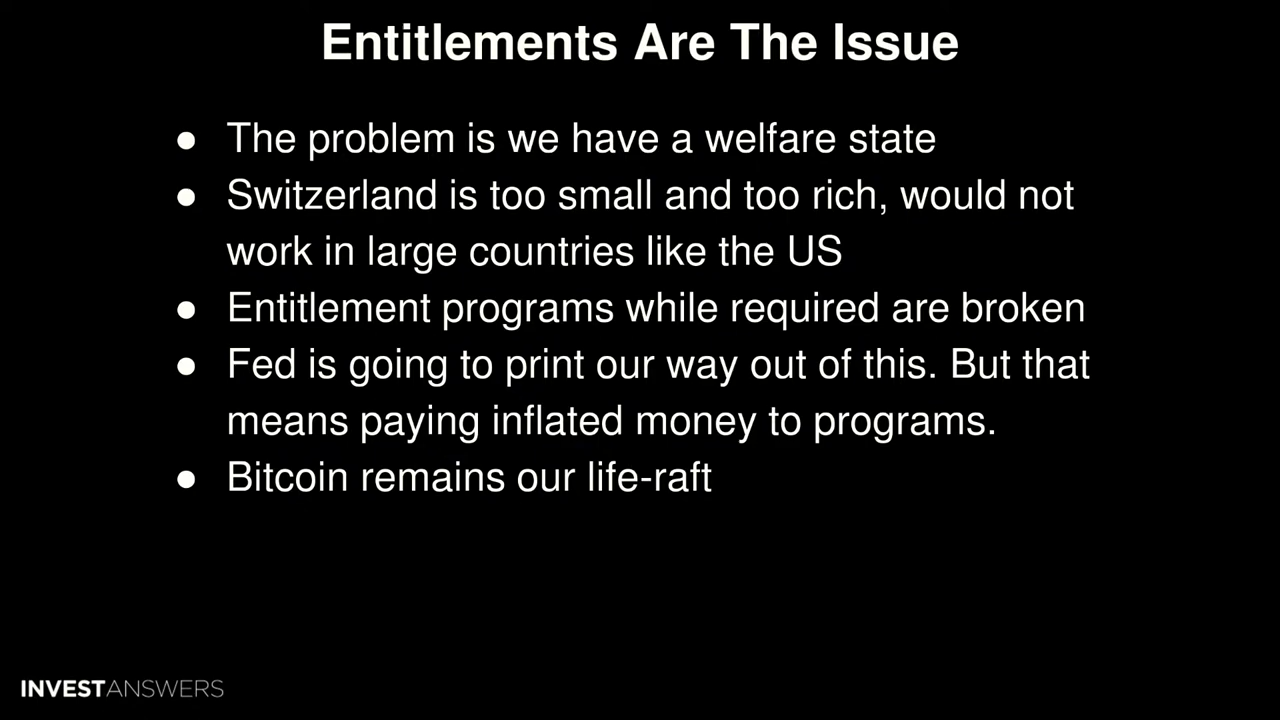 Entitlements Are The Issue
● The problem is we have a welfare state
● Switzerland is too small and too rich, would not
work in large countries like the US
● Entitlement programs while required are broken
● Fed is going to print our way out of this. But that
means paying inflated money to programs.
● Bitcoin remains our life-raft
INVESTANSWERS